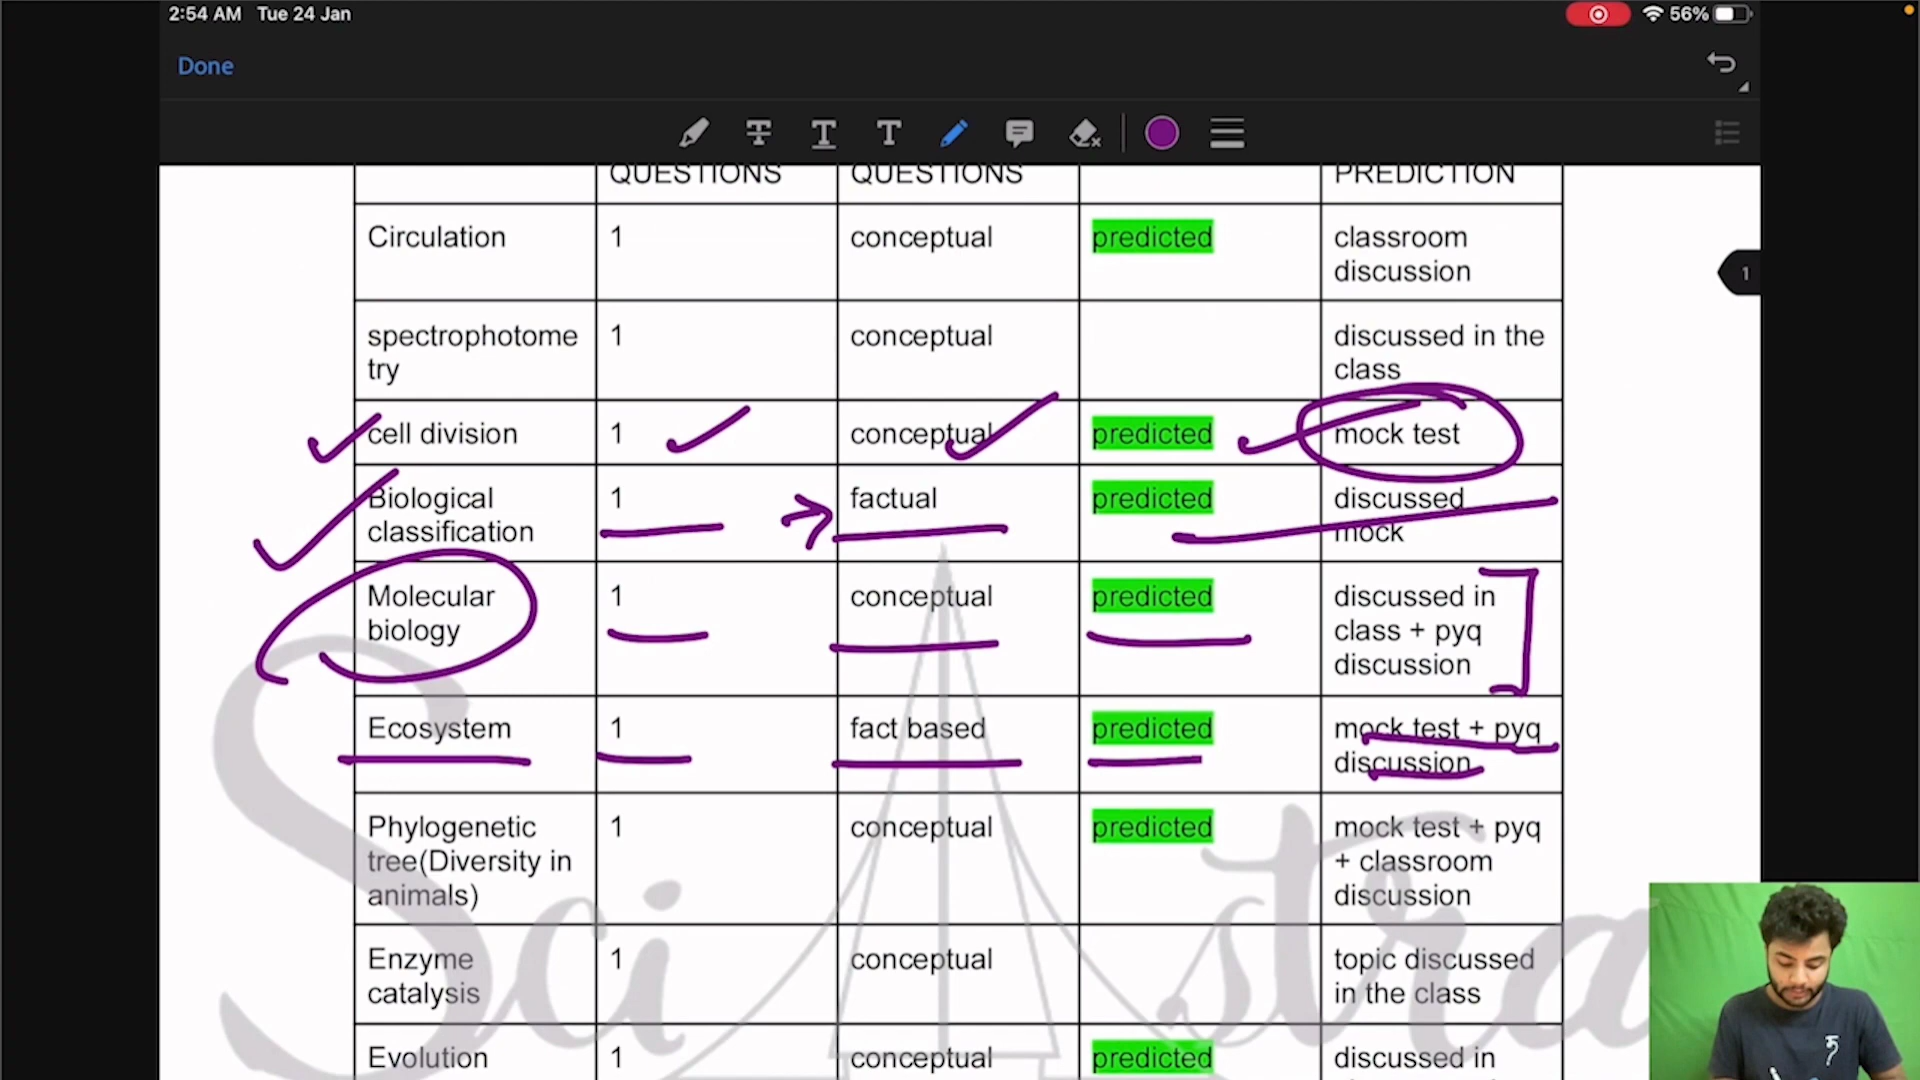 2:54 AM Tue 24 Jan
56%
Done
T
T
T
QUESTIONS QUESTIONS PREDICTION
Circulation 1 conceptual predicted classroom
discussion
1
spectrophotome 1 conceptual discussed in the
try class
cell division 1 conceptual predicted mock test
Biological 1 factual predicted discussed
classification mock
Molecular 1 conceptual predicted discussed in
biology class + pyq
discussion
Ecosystem 1 fact based predicted mock test + pyq
discussion
Phylogenetic 1 conceptual predicted mock test + pyq
tree(Diversity in + classroom
animals) discussion
Enzyme 1 conceptual topic discussed
catalysis in the class
Evolution 1 conceptual predicted discussed in
Sci Astra